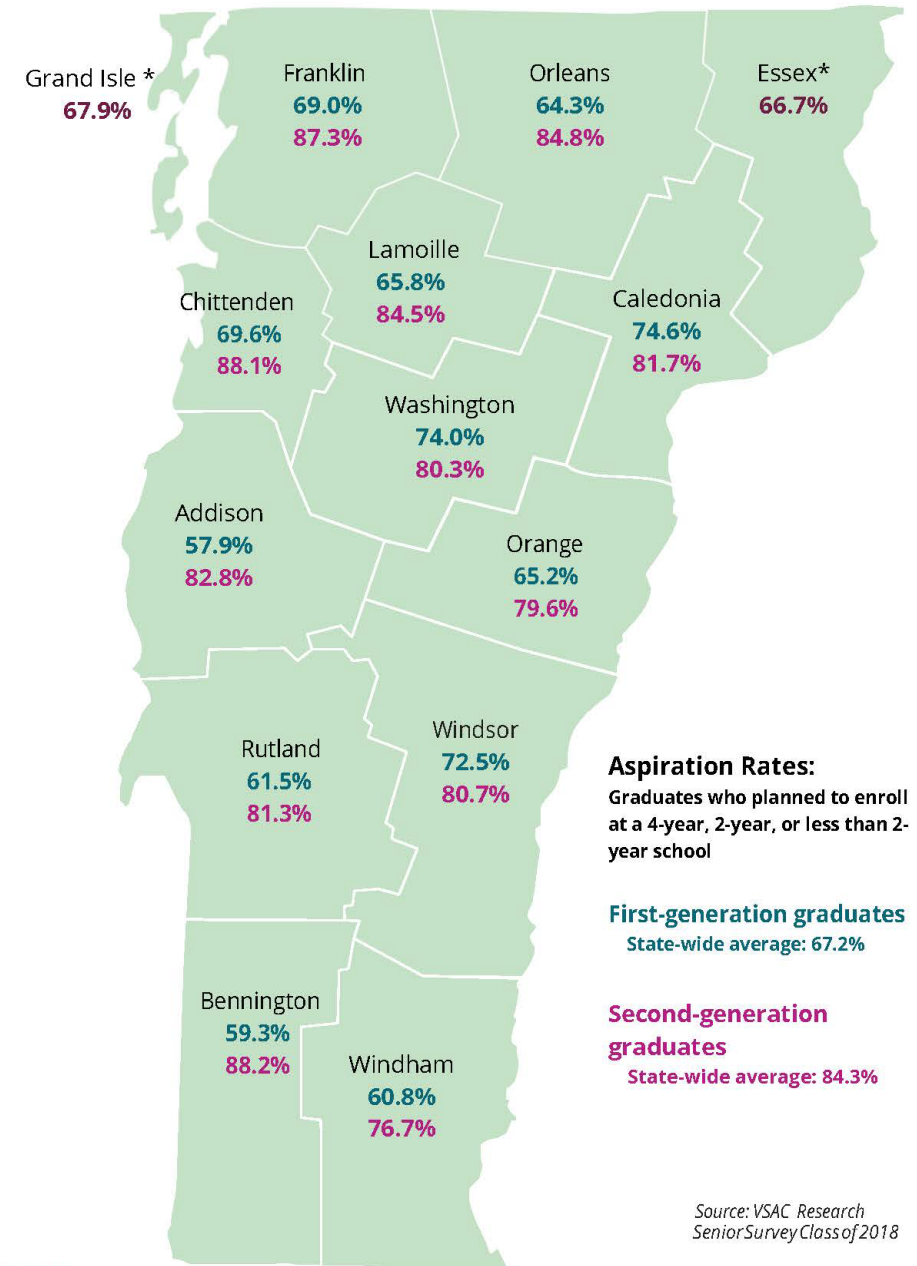 Grand Isle *
67.9%
Franklin
69.0%
87.3%
Orleans
64.3%
84.8%
Essex*
66.7%
Lamoille
65.8%
84.5%
Chittenden
69.6%
88.1%
Caledonia
74.6%
81.7%
Washington
74.0%
80.3%
Addison
57.9%
82.8%
Orange
65.2%
79.6%
Windsor
72.5%
80.7%
Rutland
61.5%
81.3%
Aspiration Rates:
Graduates who planned to enroll
at a 4-year, 2-year, or less than 2-
year school
First-generation graduates
State-wide average: 67.2%
Second-generation
graduates
State-wide average: 84.3%
Bennington
59.3%
88.2%
Windham
60.8%
76.7%
Source: VSAC Research
Senior Survey Class of 2018